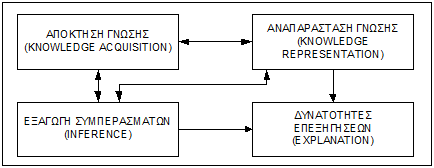 ΑΠΟΚΤΗΣΗ ΓΝΩΣΗΣ
(KNOWLEDGE ACQUISITION)
ΑΝΑΠΑΡΑΣΤΑΣΗ ΓΝΩΣΗΣ
(KNOWLEDGE
REPRESENTATION)
ΕΞΑΓΩΓΗ ΣΥΜΠΕΡΑΣΜΑΤΩΝ
(INFERENCE)
ΔΥΝΑΤΟΤΗΤΕΣ
ΕΠΕΞΗΓΗΣΕΩΝ
(EXPLANATION)